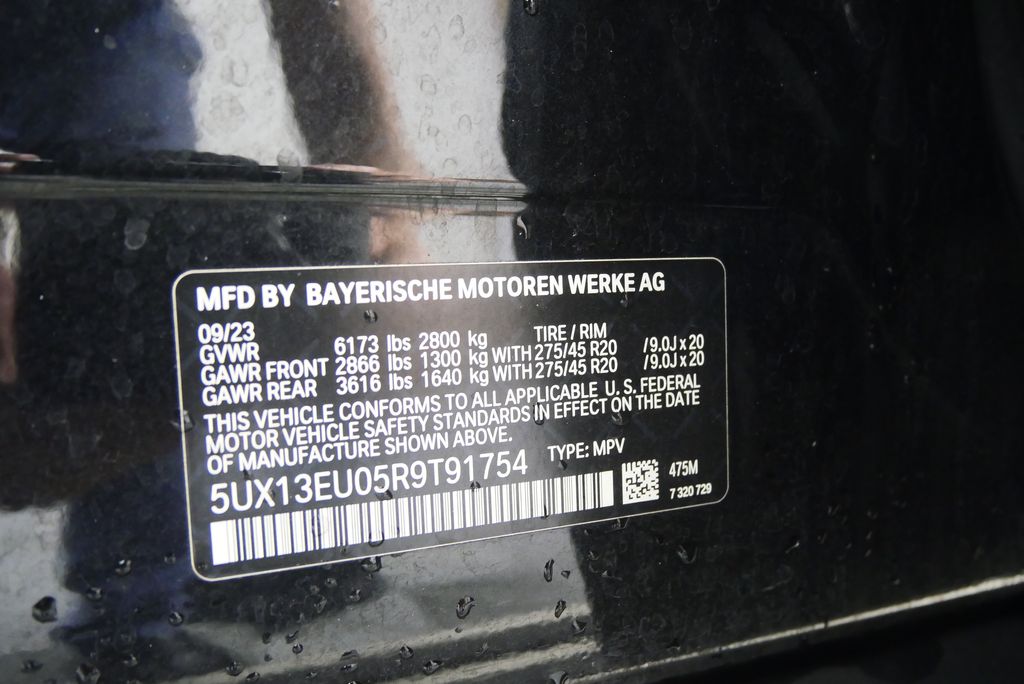 MFD BY BAYERISCHE MOTOREN WERKE AG
09/23
GVWR 6173 lbs 2800 kg TIRE / RIM
GAWR FRONT 2866 lbs 1300 kg WITH 275/45 R20 /9.0J x 20
GAWR REAR 3616 lbs 1640 kg WITH 275/45 R20 /9.0J x 20
THIS VEHICLE CONFORMS TO ALL APPLICABLE U. S. FEDERAL
MOTOR VEHICLE SAFETY STANDARDS IN EFFECT ON THE DATE
OF MANUFACTURE SHOWN ABOVE.
5UX13EU05R9T91754 TYPE: MPV
475M
7 320 729